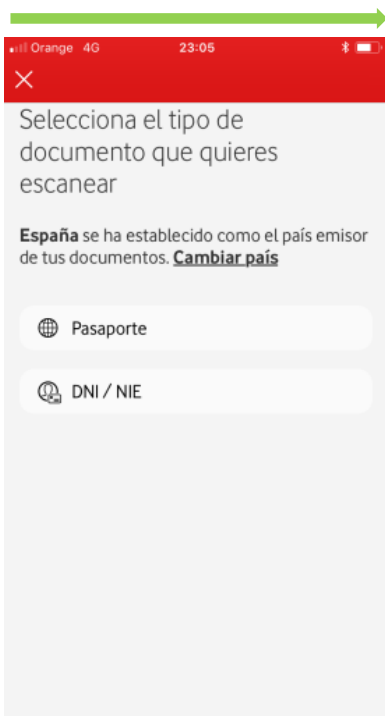 Orange 4G 23:05
Selecciona el tipo de
documento que quieres
escanear
España se ha establecido como el país emisor
de tus documentos. Cambiar país
Pasaporte
DNI / NIE